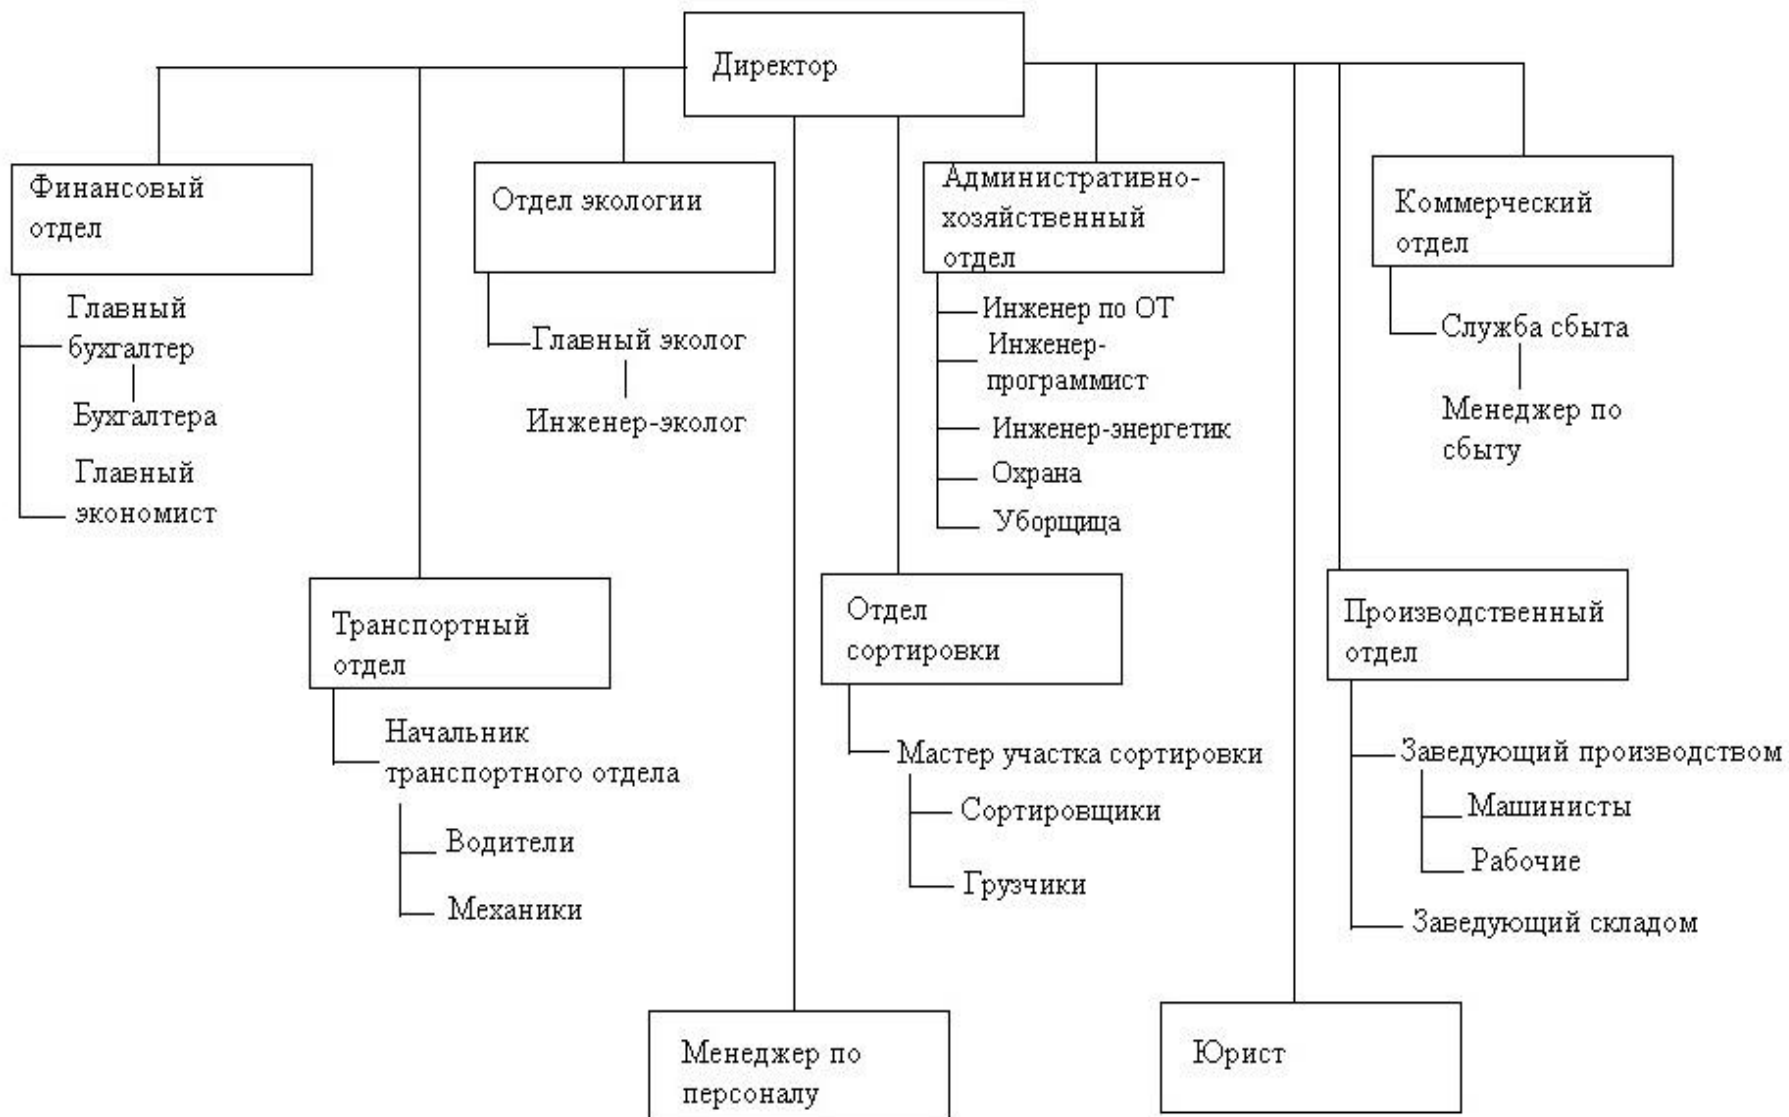 Директор
Финансовый
отдел
Главный
бухгалтер
Бухгалтера
Главный
экономист
Отдел экологии
Главный эколог
Инженер-эколог
Административно-
хозяйственный
отдел
Инженер по ОТ
Инженер-
программист
Инженер-энергетик
Охрана
Уборщица
Коммерческий
отдел
Служба сбыта
Менеджер по
сбыту
Транспортный
отдел
Начальник
транспортного отдела
Водители
Механики
Отдел
сортировки
Мастер участка сортировки
Сортировщики
Грузчики
Производственный
отдел
Заведующий производством
Машинисты
Рабочие
Заведующий складом
Менеджер по
персоналу
Юрист